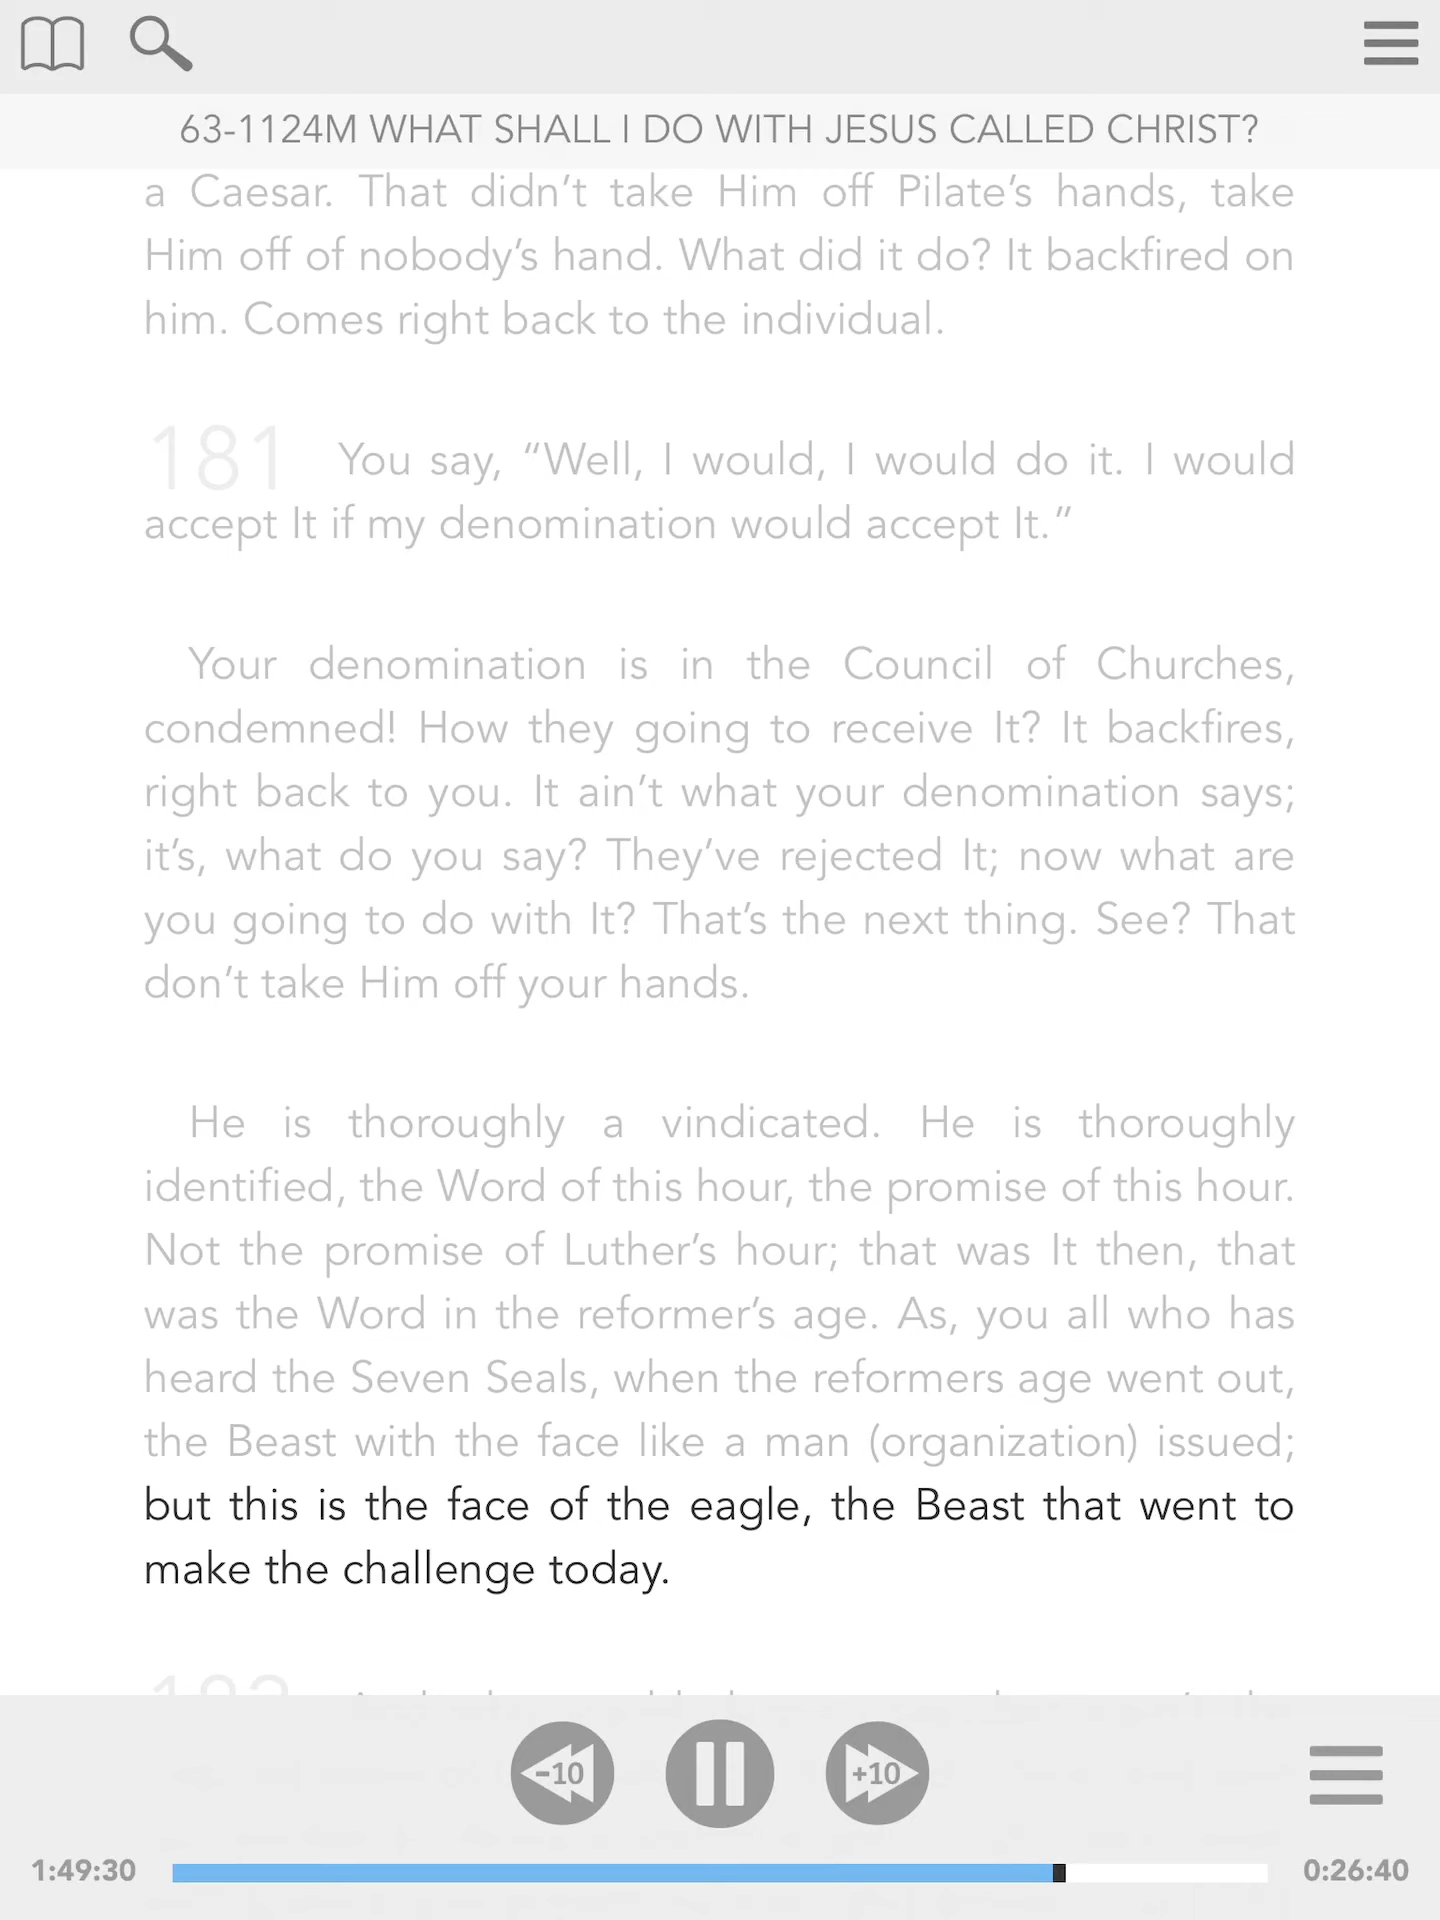 63-1124M WHAT SHALL I DO WITH JESUS CALLED CHRIST?
a Caesar. That didn’t take Him off Pilate’s hands, take
Him off of nobody’s hand. What did it do? It backfired on
him. Comes right back to the individual.
181 You say, “Well, I would, I would do it. I would
accept It if my denomination would accept It.”
Your denomination is in the Council of Churches,
condemned! How they going to receive It? It backfires,
right back to you. It ain’t what your denomination says;
it’s, what do you say? They’ve rejected It; now what are
you going to do with It? That’s the next thing. See? That
don’t take Him off your hands.
He is thoroughly a vindicated. He is thoroughly
identified, the Word of this hour, the promise of this hour.
Not the promise of Luther’s hour; that was It then, that
was the Word in the reformer’s age. As, you all who has
heard the Seven Seals, when the reformers age went out,
the Beast with the face like a man (organization) issued;
but this is the face of the eagle, the Beast that went to
make the challenge today.
-10 +10
1:49:30 0:26:40